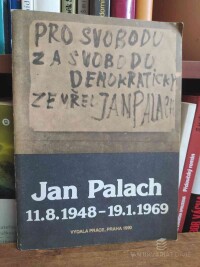 PRO SVOBODU
ZA SVOBODU
DEMOKRATICKY
ZEMŘEL JAN PALACH
Jan Palach
11.8.1948–19.1.1969
VYDALA PRÁCE, PRAHA 1990